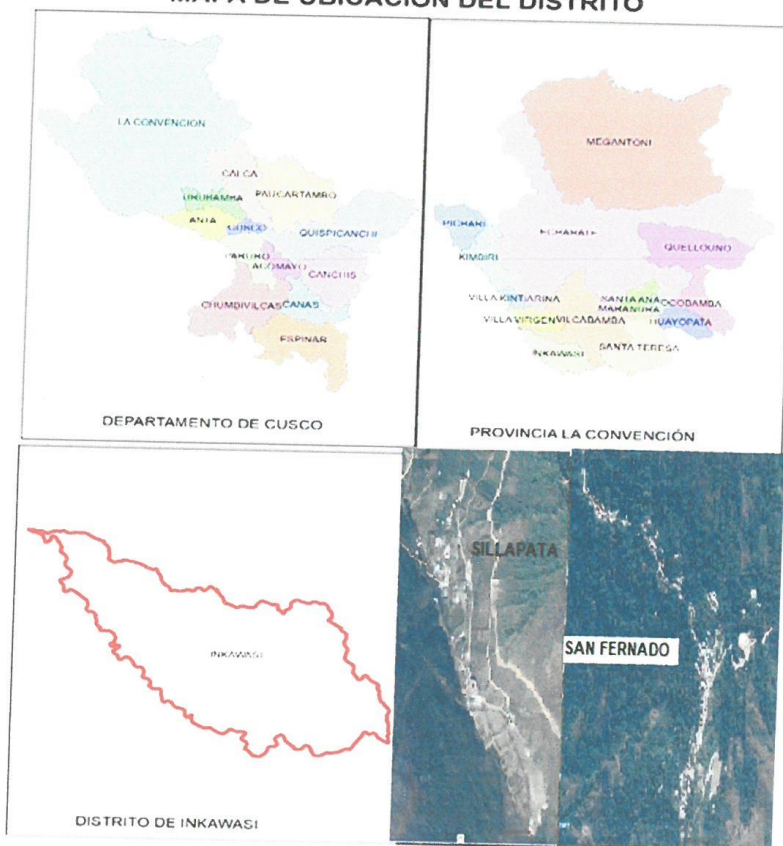 MAPA DE UBICACIÓN DEL DISTRITO
LA CONVENCION
CALCA
URUBAMBA
PAUCARTAMBO
ANTA
CUSCO
QUISPICANCHI
PARURO
ACOMAYO
CANCHIS
CHUMBIVILCAS
CANAS
ESPINAR
DEPARTAMENTO DE CUSCO
MEGANTONI
PICHARI
ECHARATE
QUELLOUNO
KIMBIRI
VILLA KINTIARINA
SANTA ANA
OCOBAMBA
MARANURA
VILLA VIRGEN
VILCABAMBA
HUAYOPATA
INKAWASI
SANTA TERESA
PROVINCIA LA CONVENCIÓN
INKAWASI
DISTRITO DE INKAWASI
SILLAPATA
SAN FERNADO